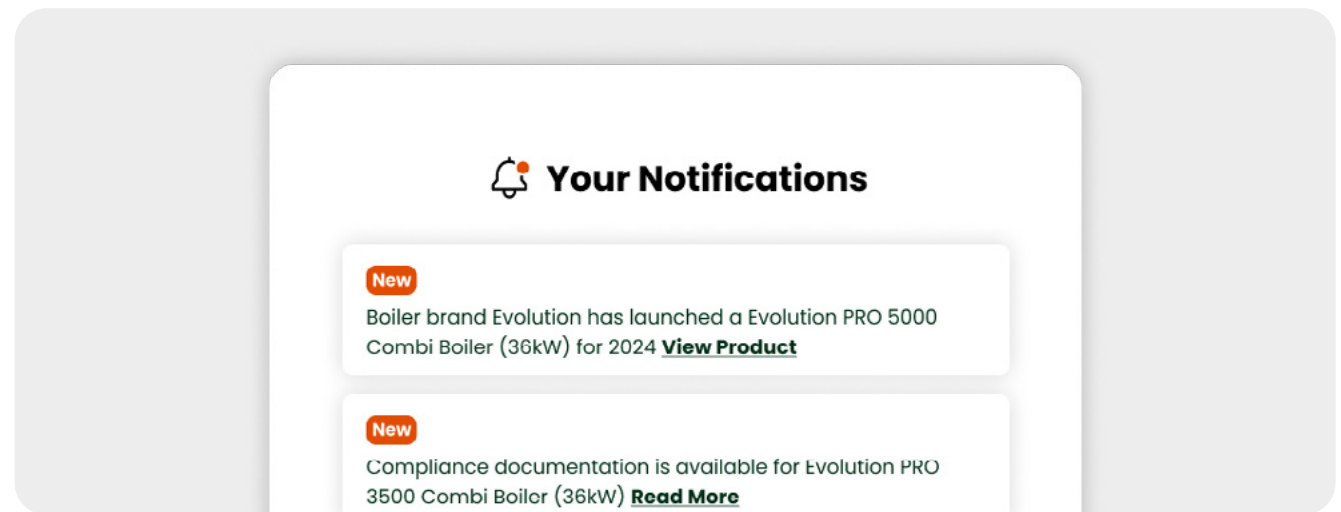 Your Notifications
New
Boiler brand Evolution has launched a Evolution PRO 5000
Combi Boiler (36kW) for 2024 View Product
New
Compliance documentation is available for Evolution PRO
3500 Combi Boiler (36kW) Read More